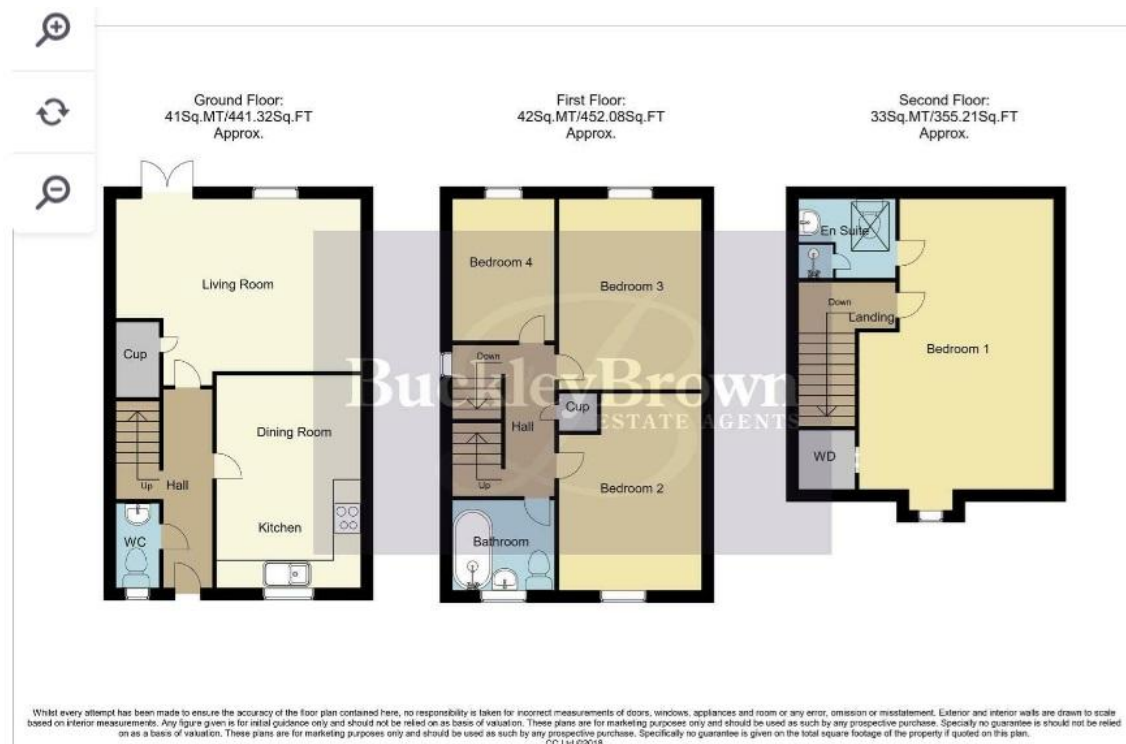 Ground Floor:
41Sq.MT/441.32Sq.FT
Approx.
First Floor:
42Sq.MT/452.08Sq.FT
Approx.
Second Floor:
33Sq.MT/355.21Sq.FT
Approx.
Living Room
Cup
Dining Room
Up
Hall
WC
Kitchen
Bedroom 4
Bedroom 3
Down
Cup
Hall
Up
Bedroom 2
Bathroom
En Suite
Down
Landing
Bedroom 1
WD
BuckleyBrown
ESTATE AGENTS
Whilst every attempt has been made to ensure the accuracy of the floor plan contained here, no responsibility is taken for incorrect measurements of doors, windows, appliances and room or any error, omission or misstatement. Exterior and interior walls are drawn to scale
based on interior measurements. Any figure given is for initial guidance only and should not be relied on as basis of valuation. These plans are for marketing purposes only and should be used as such by any prospective purchase. Specially no guarantee is should not be relied
on as a basis of valuation. These plans are for marketing purposes only and should be used as such by any prospective purchase. Specifically no guarantee is given on the total square footage of the property if quoted on this plan.
CC Ltd ©2018